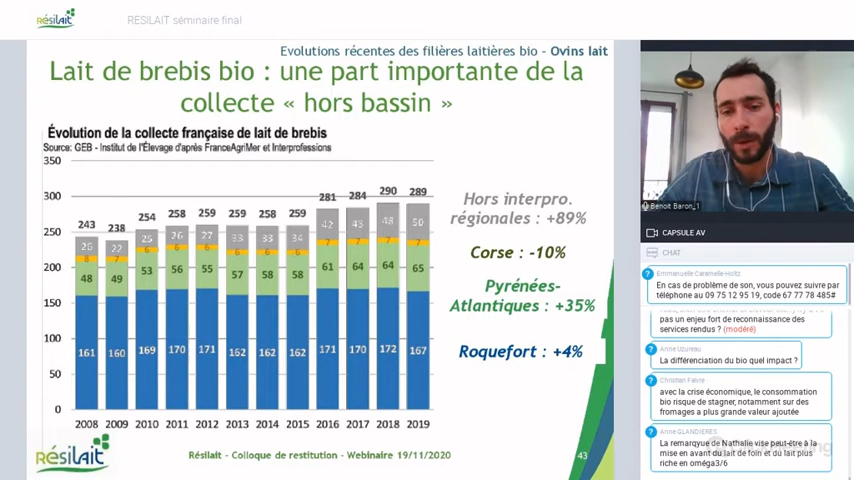 résilait
RESILAIT séminaire final
Evolutions récentes des filières laitières bio - Ovins lait
Lait de brebis bio : une part importante de la
collecte « hors bassin »
Évolution de la collecte française de lait de brebis
Source: GEB - Institut de l'Élevage d'après FranceAgriMer et Interprofessions
350
300
250
200
150
100
50
0
243 238 254 258 259 259 258 259 281 284 290 289
26 22 25 26 27 33 33 34 42 43 48 50
8 7 6 6 6 6 6 7 7 7 7
48 49 53 56 55 57 58 58 61 64 64 65
161 160 169 170 171 162 162 162 171 170 172 167
2008 2009 2010 2011 2012 2013 2014 2015 2016 2017 2018 2019
Hors interpro.
régionales : +89%
Corse : -10%
Pyrénées-
Atlantiques : +35%
Roquefort : +4%
Résilait
Résilait - Colloque de restitution - Webinaire 19/11/2020
43
Benoit Baron_1
CAPSULE AV
CHAT
Emmanuelle Caramelle-Holtz
En cas de problème de son, vous pouvez suivre par
téléphone au 09 75 12 95 19, code 67 77 78 485#
pas un enjeu fort de reconnaissance des
services rendus ? (modéré)
Anne Uzureau
La différenciation du bio quel impact ?
Christian Faivre
avec la crise économique, le consommation
bio risque de stagner, notamment sur des
fromages a plus grande valeur ajoutée
Anne GLANDIERES
La remarqye de Nathalie vise peut-être à la
mise en avant du lait de foin et du lait plus
riche en oméga3/6